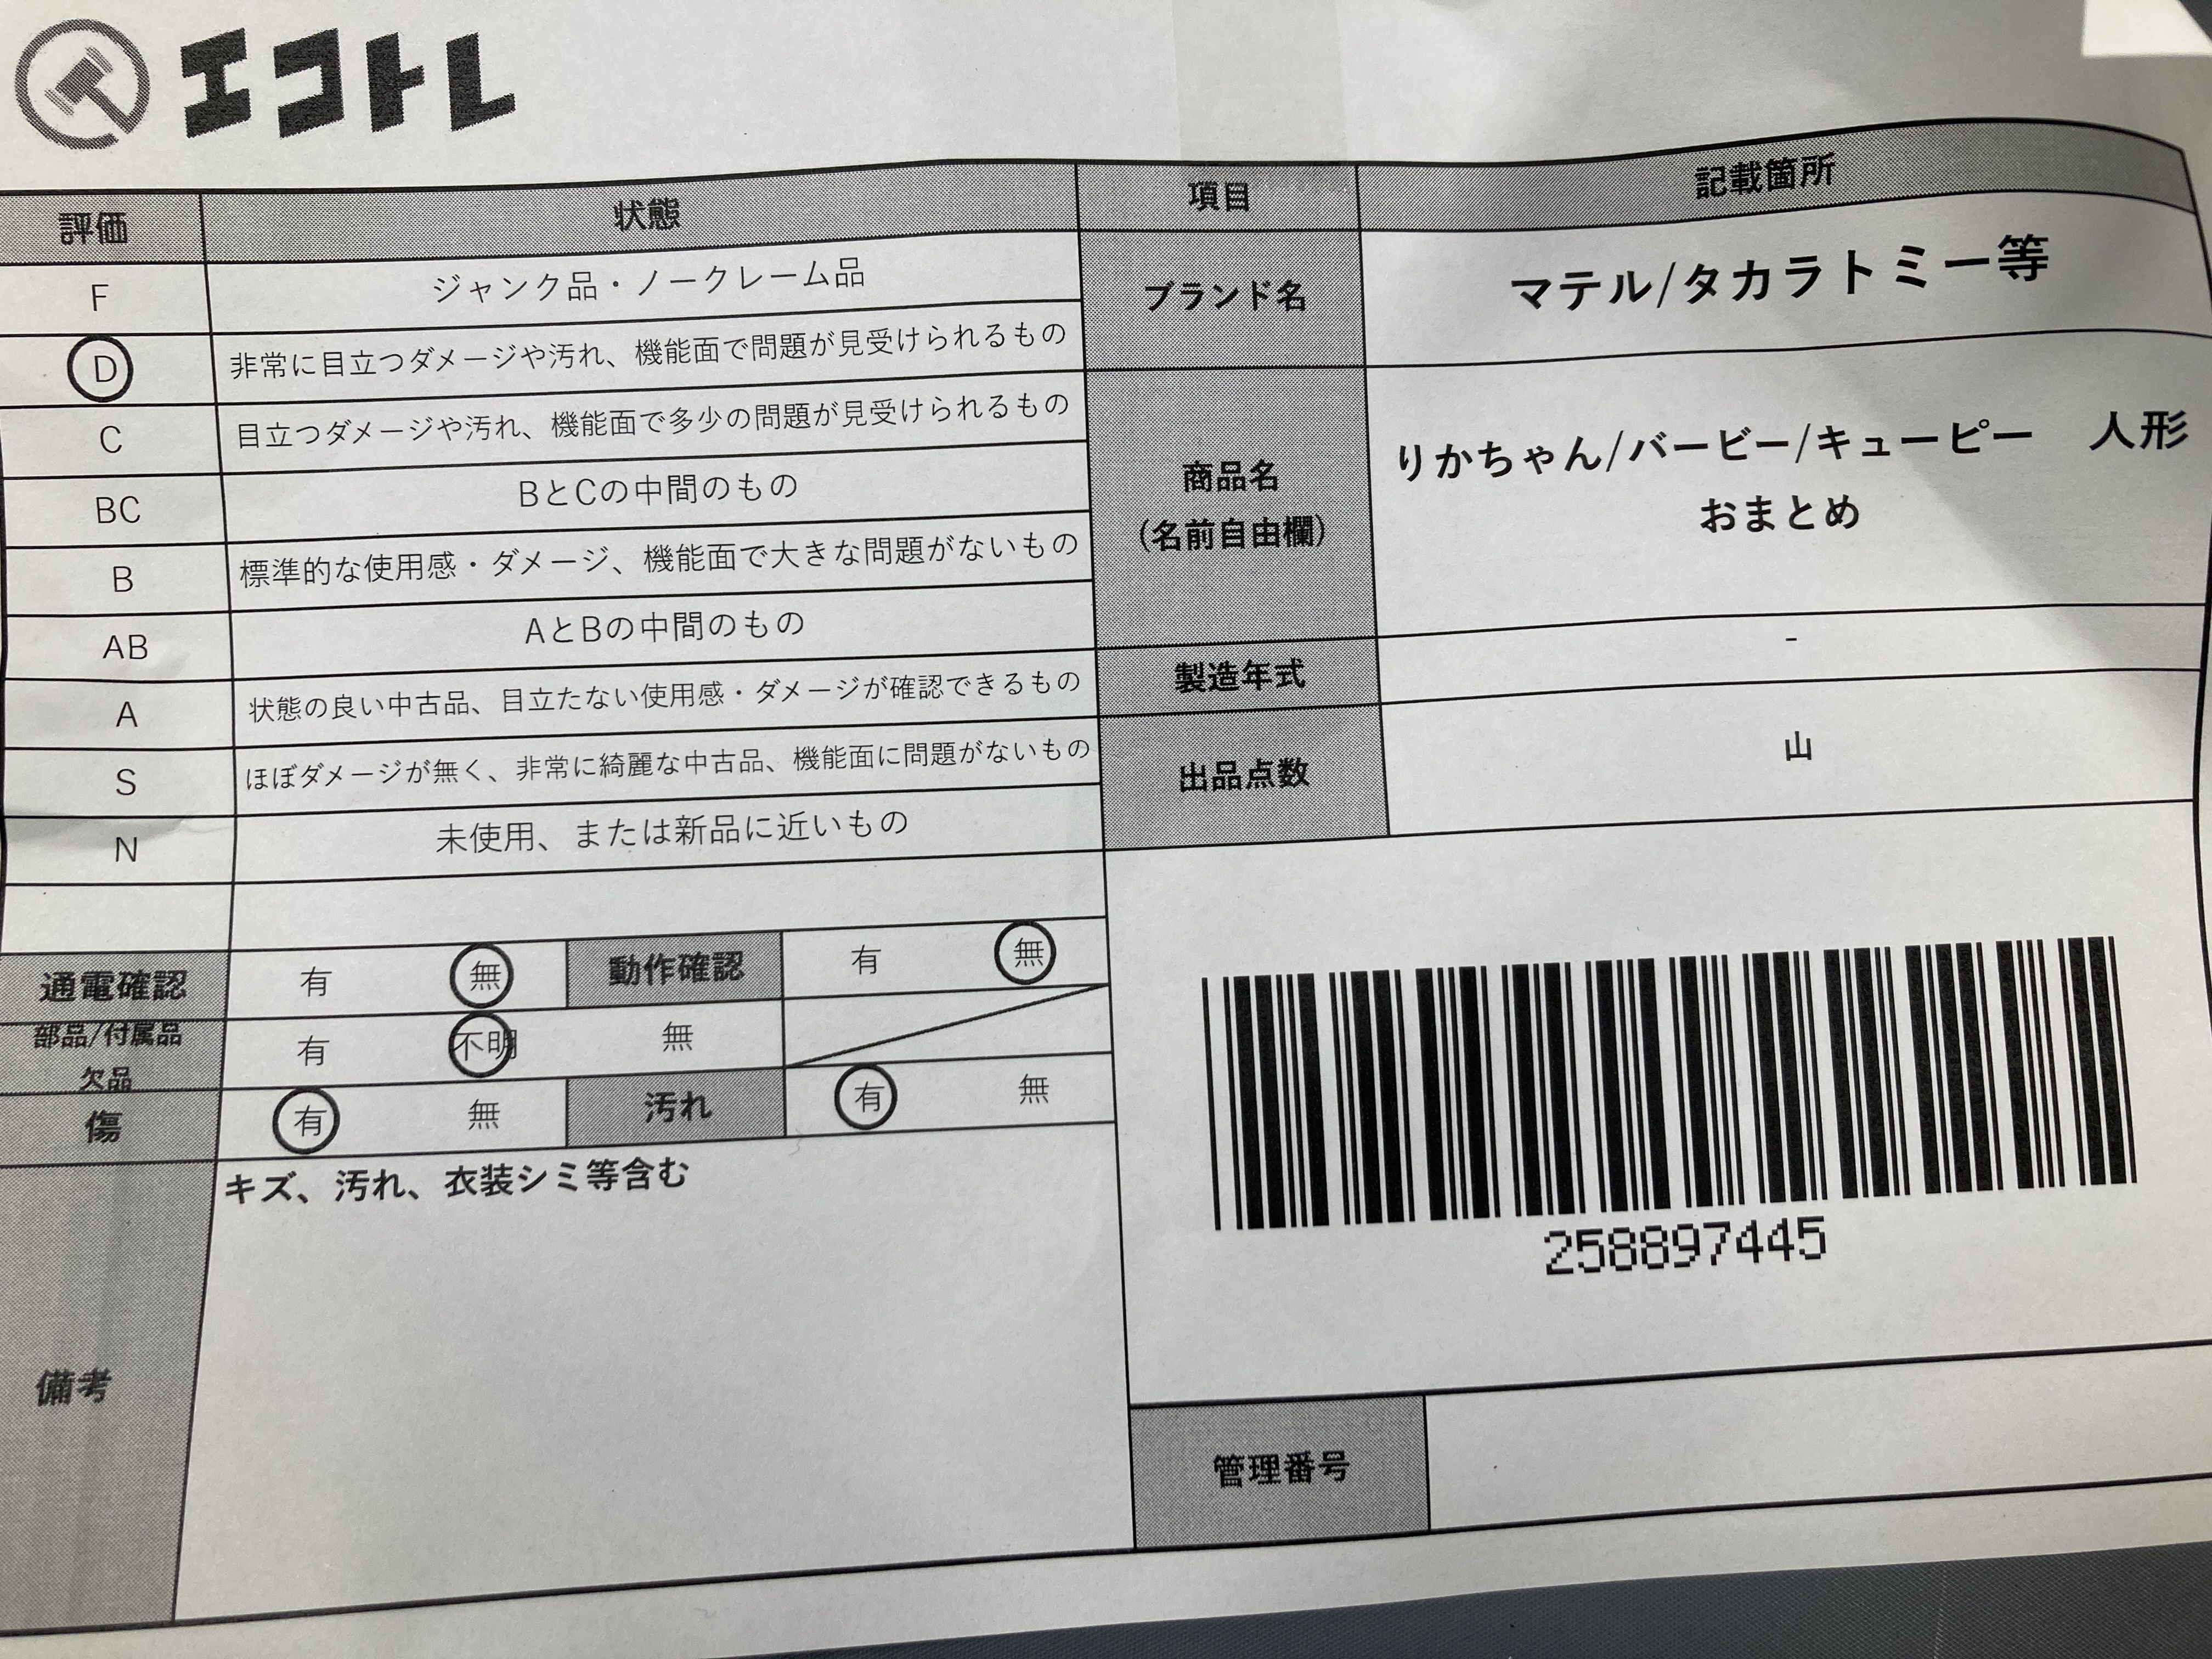 エコトレ
評価 状態 項目 記載箇所
F ジャンク品・ノークレーム品
D 非常に目立つダメージや汚れ、機能面で問題が見受けられるもの
C 目立つダメージや汚れ、機能面で多少の問題が見受けられるもの
BC BとCの中間のもの
B 標準的な使用感・ダメージ、機能面で大きな問題がないもの
AB AとBの中間のもの
A 状態の良い中古品、目立たない使用感・ダメージが確認できるもの
S ほぼダメージが無く、非常に綺麗な中古品、機能面に問題がないもの
N 未使用、または新品に近いもの
通電確認 有 無 動作確認 有 無
部品/付属品 有 不明 無
欠品
傷 有 無 汚れ 有 無
備考 キズ、汚れ、衣装シミ等含む
ブランド名 マテル/タカラトミー等
商品名 りかちゃん/バービー/キューピー 人形
(名前自由欄) おまとめ
製造年式 -
出品点数 山
258897445
管理番号